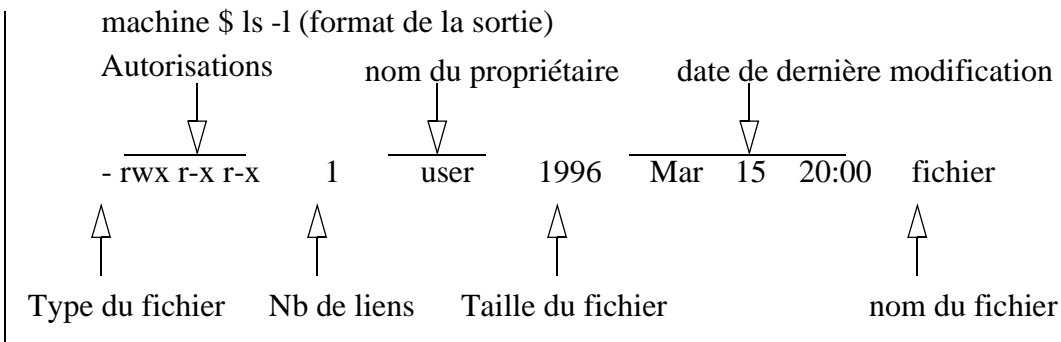 machine $ ls -l (format de la sortie)
Autorisations nom du propriétaire date de dernière modification
- rwx r-x r-x 1 user 1996 Mar 15 20:00 fichier
Type du fichier Nb de liens Taille du fichier nom du fichier